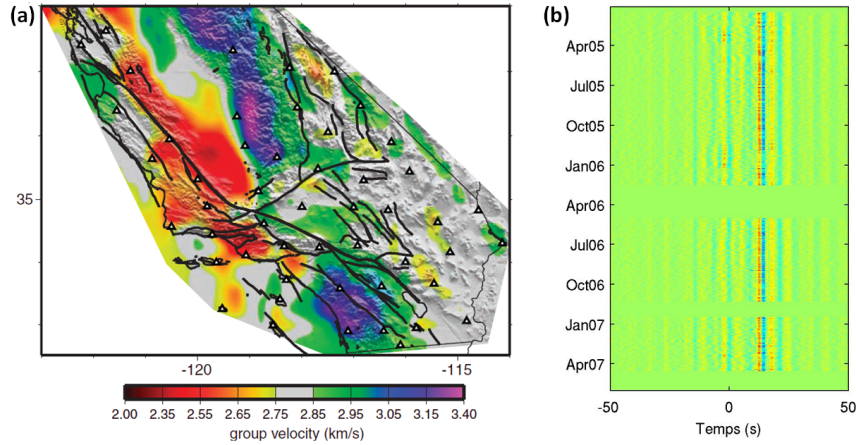 (a)
35
-120
-115
2.00 2.35 2.55 2.65 2.75 2.85 2.95 3.05 3.15 3.40
group velocity (km/s)
(b)
Apr05
Jul05
Oct05
Jan06
Apr06
Jul06
Oct06
Jan07
Apr07
-50 0 50
Temps (s)